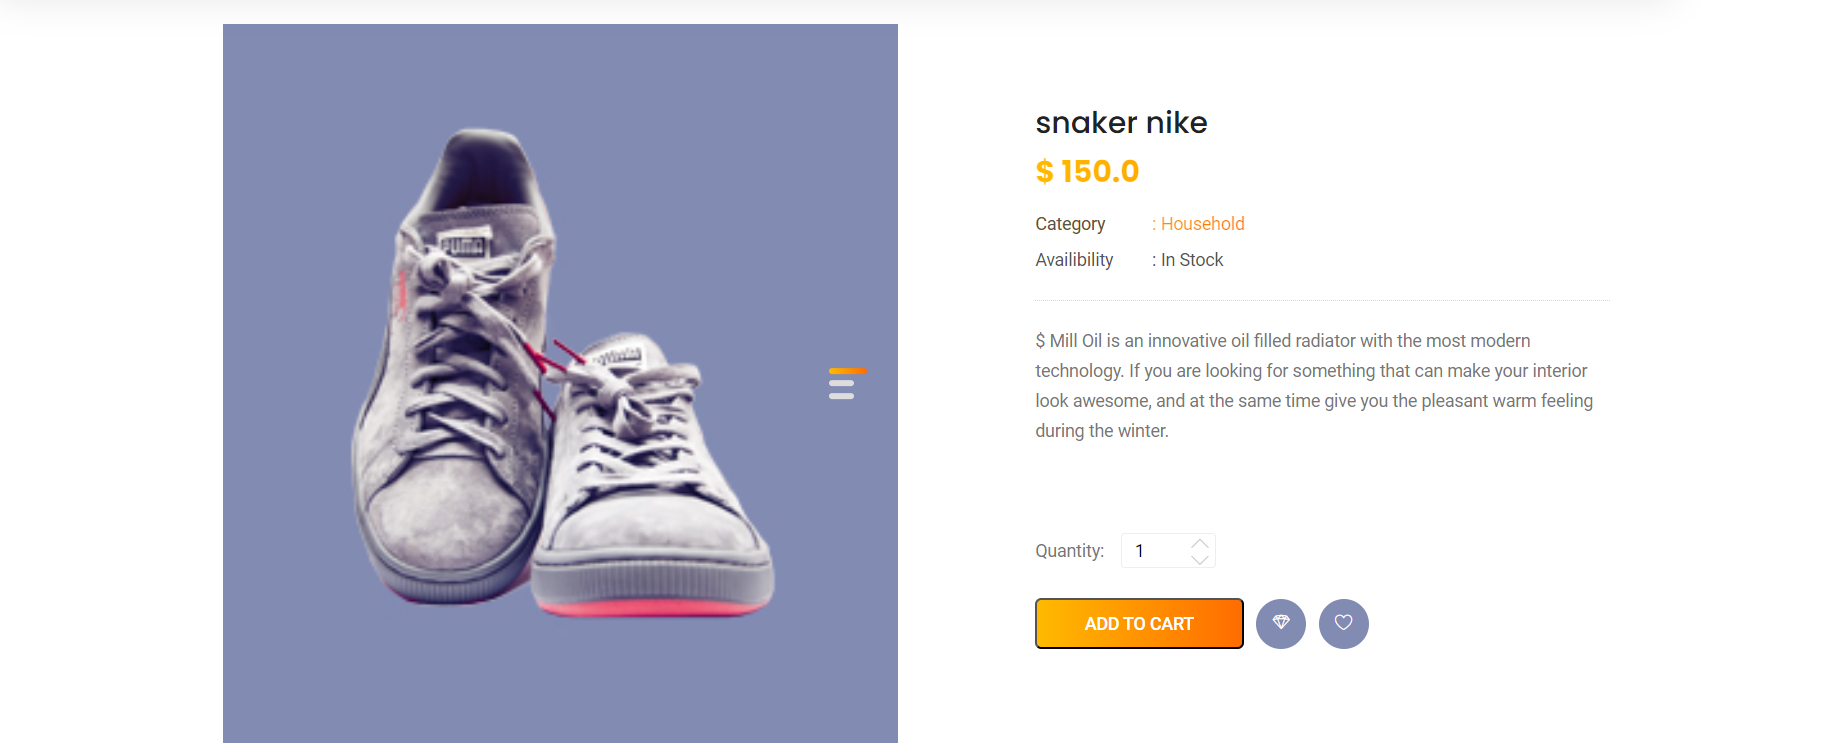 PUMA
snaker nike
$ 150.0
Category : Household
Availibility : In Stock
$ Mill Oil is an innovative oil filled radiator with the most modern
technology. If you are looking for something that can make your interior
look awesome, and at the same time give you the pleasant warm feeling
during the winter.
Quantity: 1
ADD TO CART